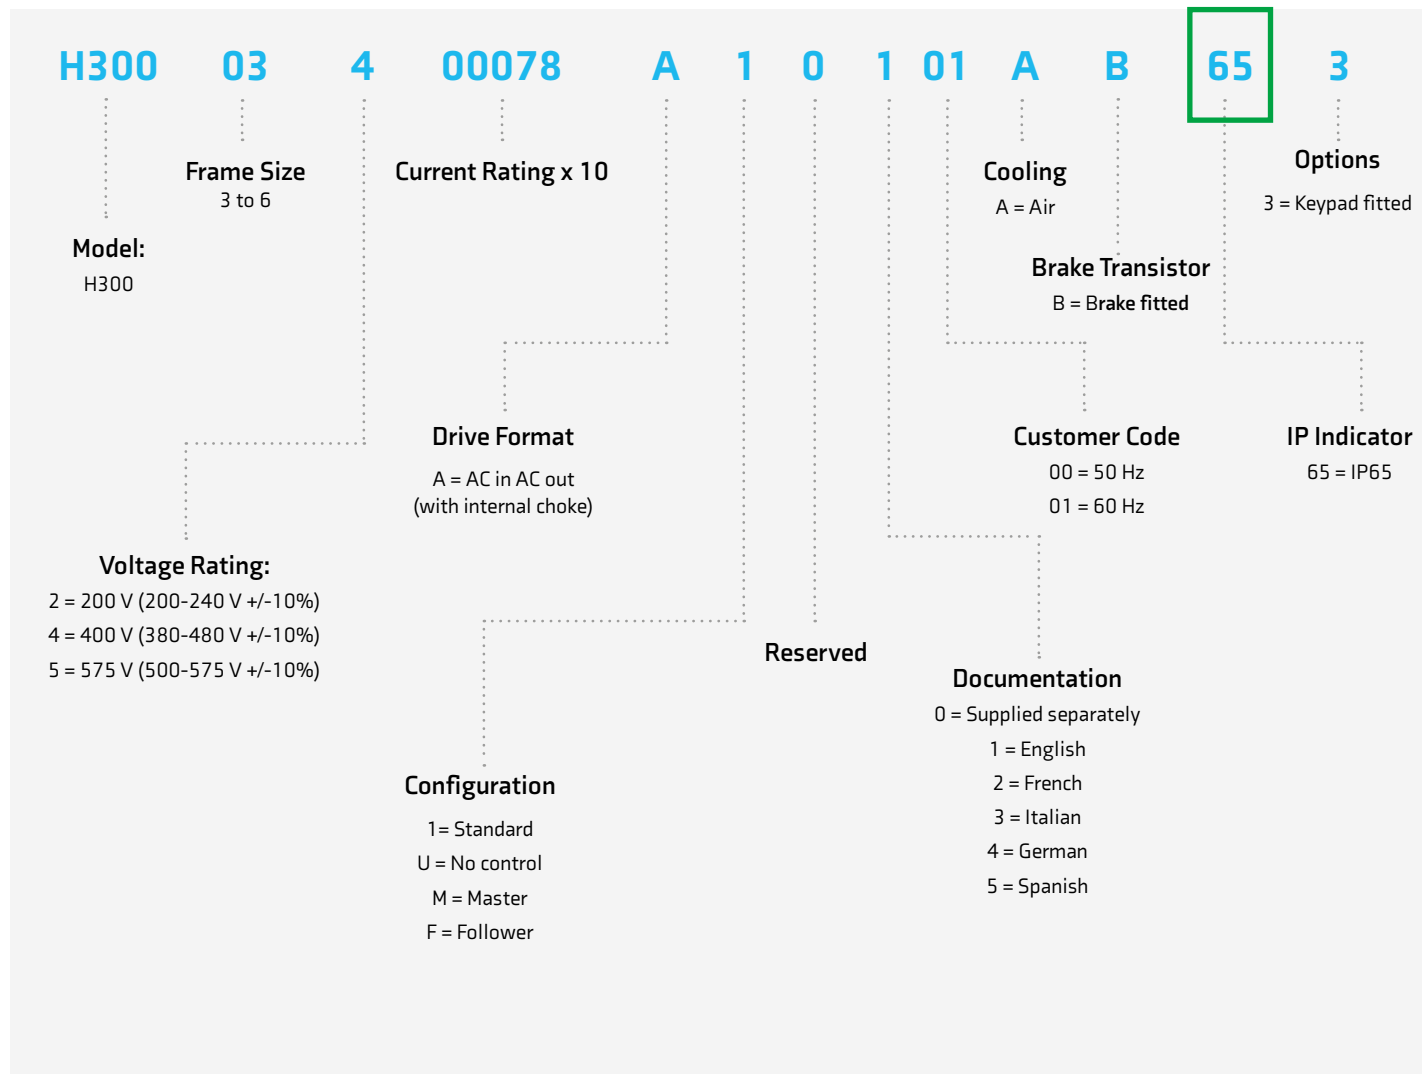 H300 03 4 00078 A 1 0 1 01 A B 65 3
Frame Size
3 to 6
Current Rating x 10
Cooling
A = Air
Options
3 = Keypad fitted
Model:
H300
Brake Transistor
B = Brake fitted
Drive Format
A = AC in AC out
(with internal choke)
Customer Code
00 = 50 Hz
01 = 60 Hz
IP Indicator
65 = IP65
Voltage Rating:
2 = 200 V (200-240 V +/-10%)
4 = 400 V (380-480 V +/-10%)
5 = 575 V (500-575 V +/-10%)
Reserved
Documentation
0 = Supplied separately
1 = English
2 = French
3 = Italian
4 = German
5 = Spanish
Configuration
1= Standard
U = No control
M = Master
F = Follower